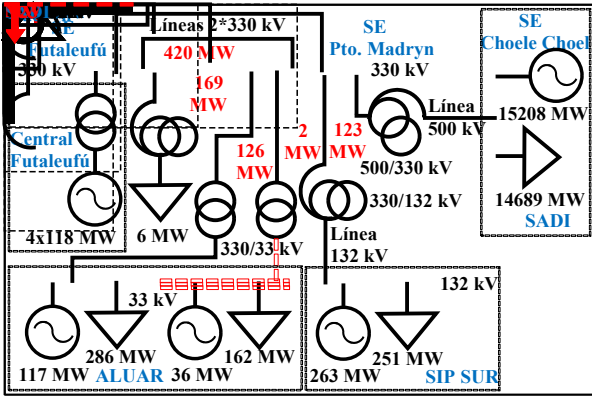 SE
Futaleufú
330 kV
Líneas 2*330 kV
420 MW
169
MW
SE
Pto. Madryn
330 kV
SE
Choele Choel
Línea
500 kV
15208 MW
Central
Futaleufú
126
MW
2
MW
123
MW
500/330 kV
330/132 kV
14689 MW
SADI
4x118 MW
6 MW
330/33 kV
Línea
132 kV
33 kV
132 kV
286 MW
162 MW
251 MW
117 MW
ALUAR
36 MW
263 MW
SIP SUR